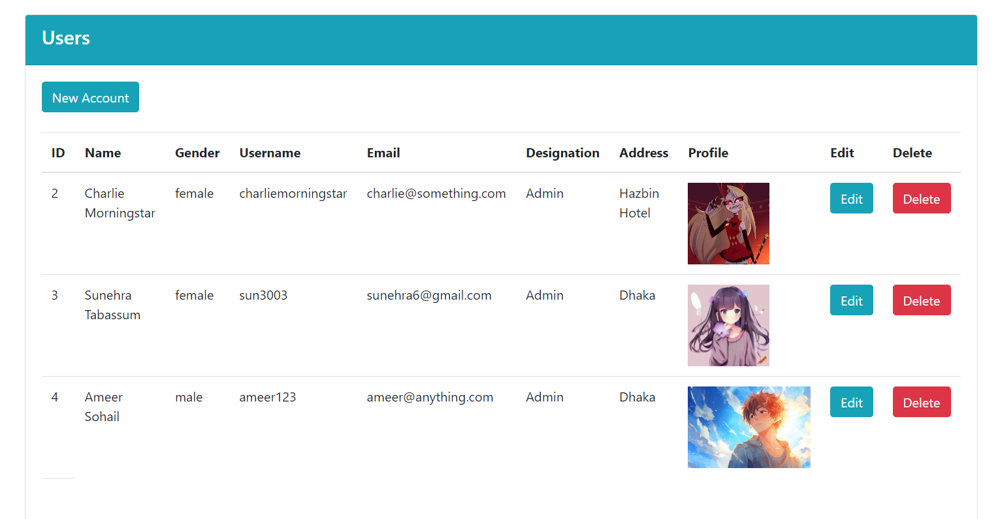 Users
New Account
ID Name Gender Username Email Designation Address Profile Edit Delete
2 Charlie female charliemorningstar charlie@something.com Admin Hazbin Edit Delete
Morningstar Hotel
3 Sunehra female sun3003 sunehra6@gmail.com Admin Dhaka Edit Delete
Tabassum
4 Ameer male ameer123 ameer@anything.com Admin Dhaka Edit Delete
Sohail